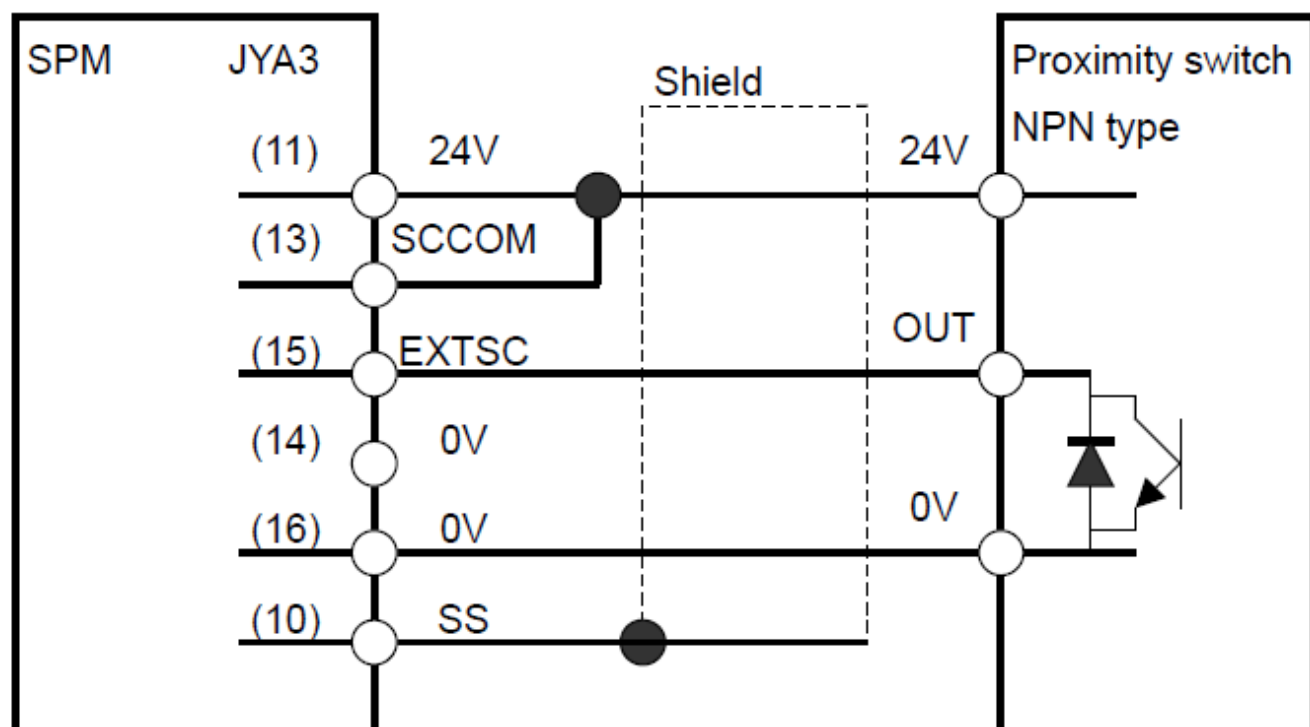 SPM JYA3
Shield
Proximity switch
NPN type
(11) 24V 24V
(13) SCCOM
(15) EXTSC OUT
(14) 0V
(16) 0V 0V
(10) SS